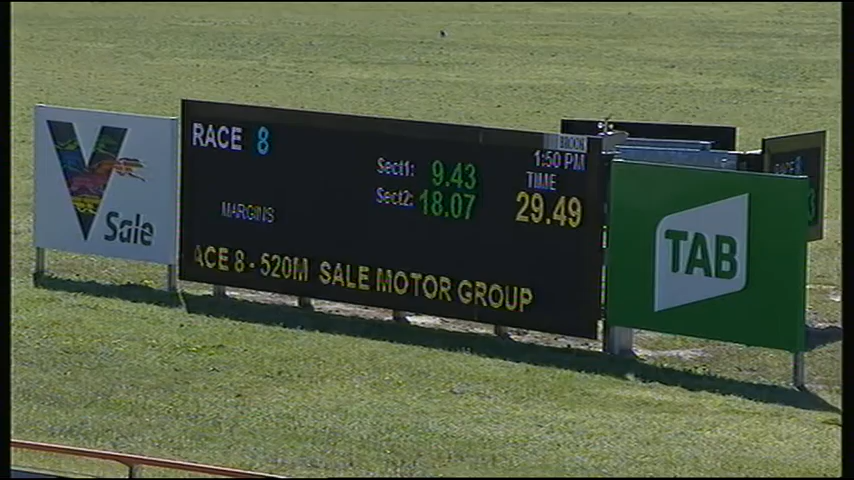 V
Sale
RACE 8
BROOK
1:50 PM
Sect1: 9.43
TIME
Sect2: 18.07
29.49
MARGINS
ACE 8 - 520M SALE MOTOR GROUP
TAB